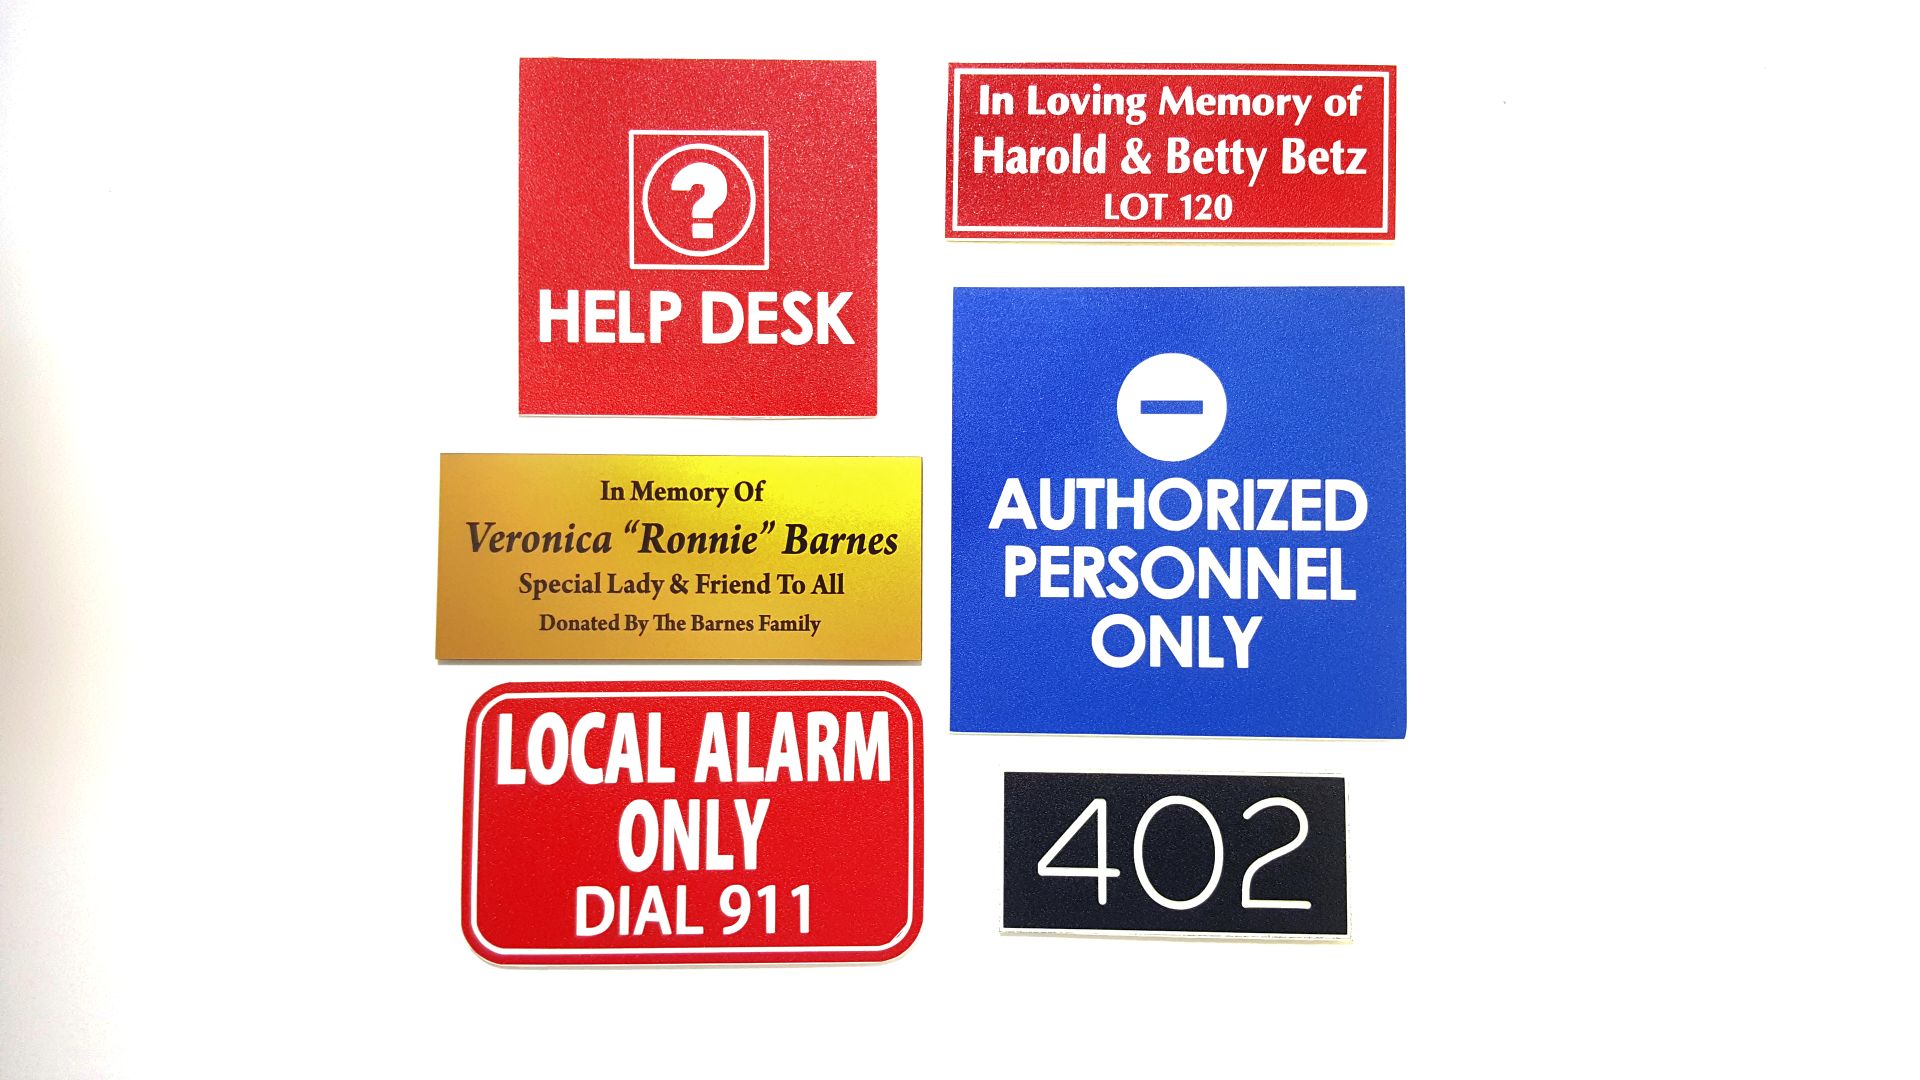 ?
HELP DESK
In Loving Memory of
Harold & Betty Betz
LOT 120
In Memory Of
Veronica “Ronnie” Barnes
Special Lady & Friend To All
Donated By The Barnes Family
AUTHORIZED
PERSONNEL
ONLY
LOCAL ALARM
ONLY
DIAL 911
402